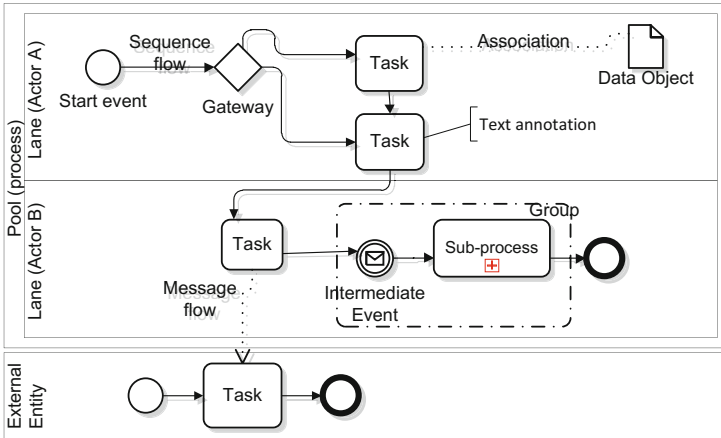 Pool (process)
Lane (Actor A)
Sequence
flow
Start event
Gateway
Task
Association
Data Object
Task
Text annotation
Lane (Actor B)
Task
Group
Sub-process
Intermediate
Event
Message
flow
External
Entity
Task